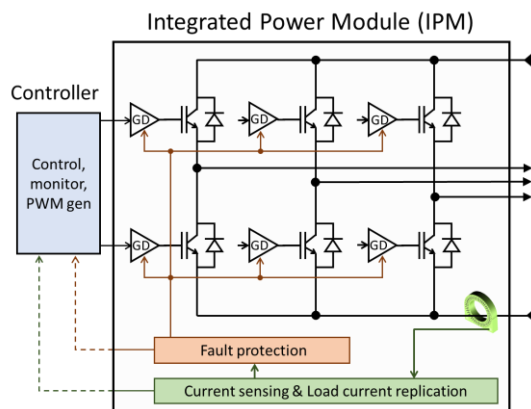 Integrated Power Module (IPM)
Controller
Control,
monitor,
PWM gen
GD
GD
GD
GD
GD
GD
Fault protection
Current sensing & Load current replication